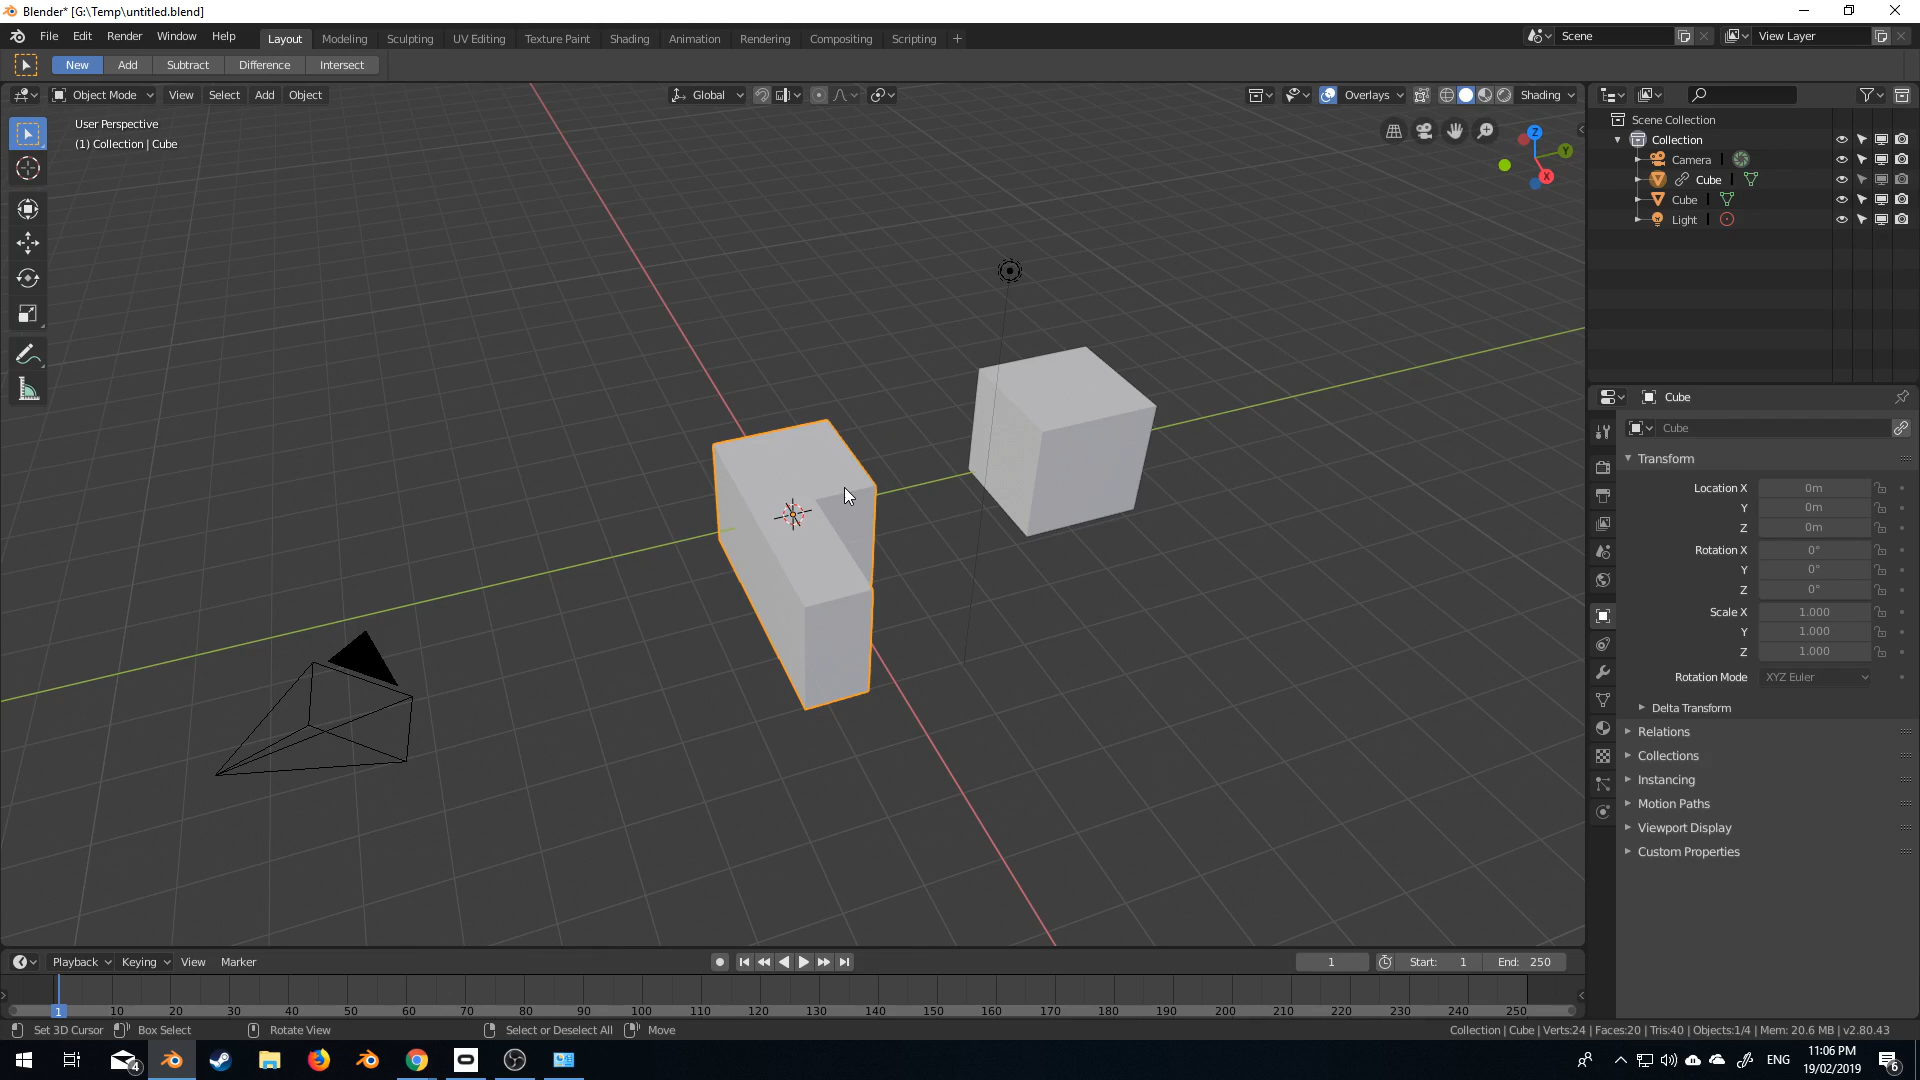 Blender* [G:\Temp\untitled.blend]
File Edit Render Window Help Layout Modeling Sculpting UV Editing Texture Paint Shading Animation Rendering Compositing Scripting + Scene View Layer
New Add Subtract Difference Intersect
Object Mode View Select Add Object Global Overlays Shading
User Perspective
(1) Collection | Cube
Z
Y
X
Scene Collection
Collection
Camera
Cube
Cube
Light
Cube
Cube
Transform
Location X 0m
Y 0m
Z 0m
Rotation X 0°
Y 0°
Z 0°
Scale X 1.000
Y 1.000
Z 1.000
Rotation Mode XYZ Euler
Delta Transform
Relations
Collections
Instancing
Motion Paths
Viewport Display
Custom Properties
Playback Keying View Marker 1 Start: 1 End: 250
1 10 20 30 40 50 60 70 80 90 100 110 120 130 140 150 160 170 180 190 200 210 220 230 240 250
Set 3D Cursor Box Select Rotate View Select or Deselect All Move Collection | Cube | Verts:24 | Faces:20 | Tris:40 | Objects:1/4 | Mem: 20.6 MB | v2.80.43
4 ENG 11:06 PM 6
19/02/2019